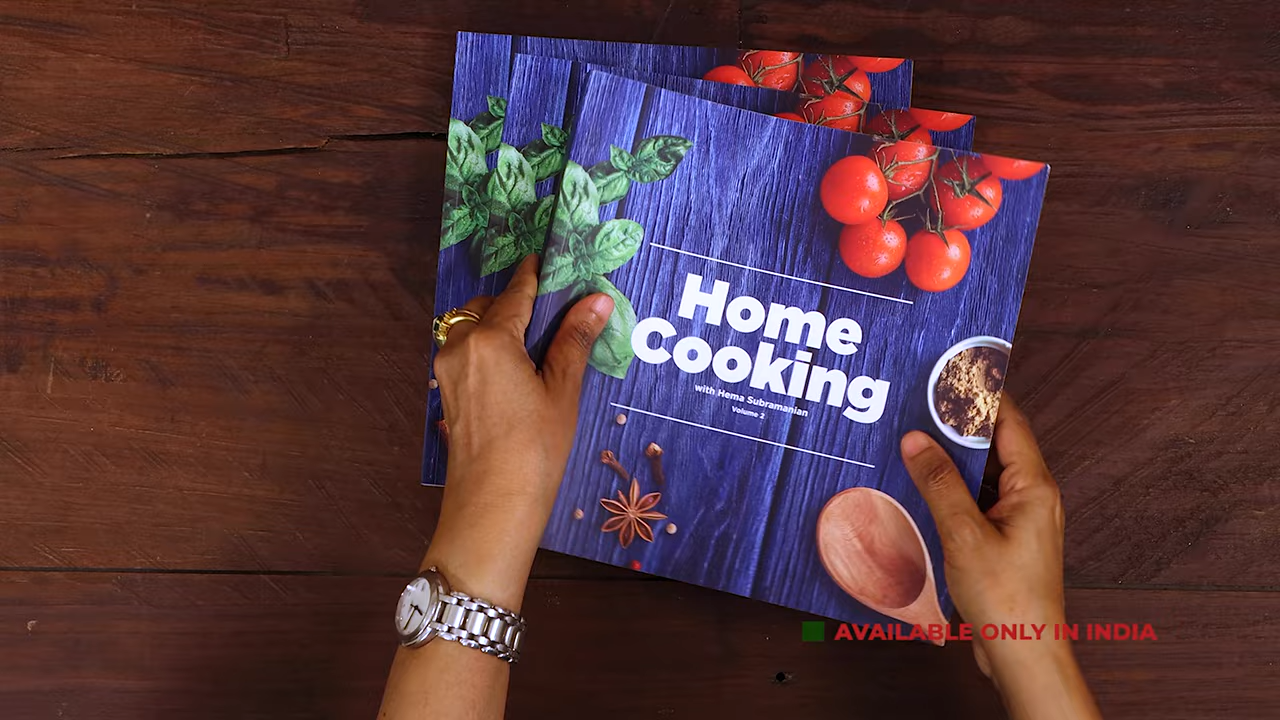 Home
Cooking
with Hema Subramanian
Volume 2
AVAILABLE ONLY IN INDIA